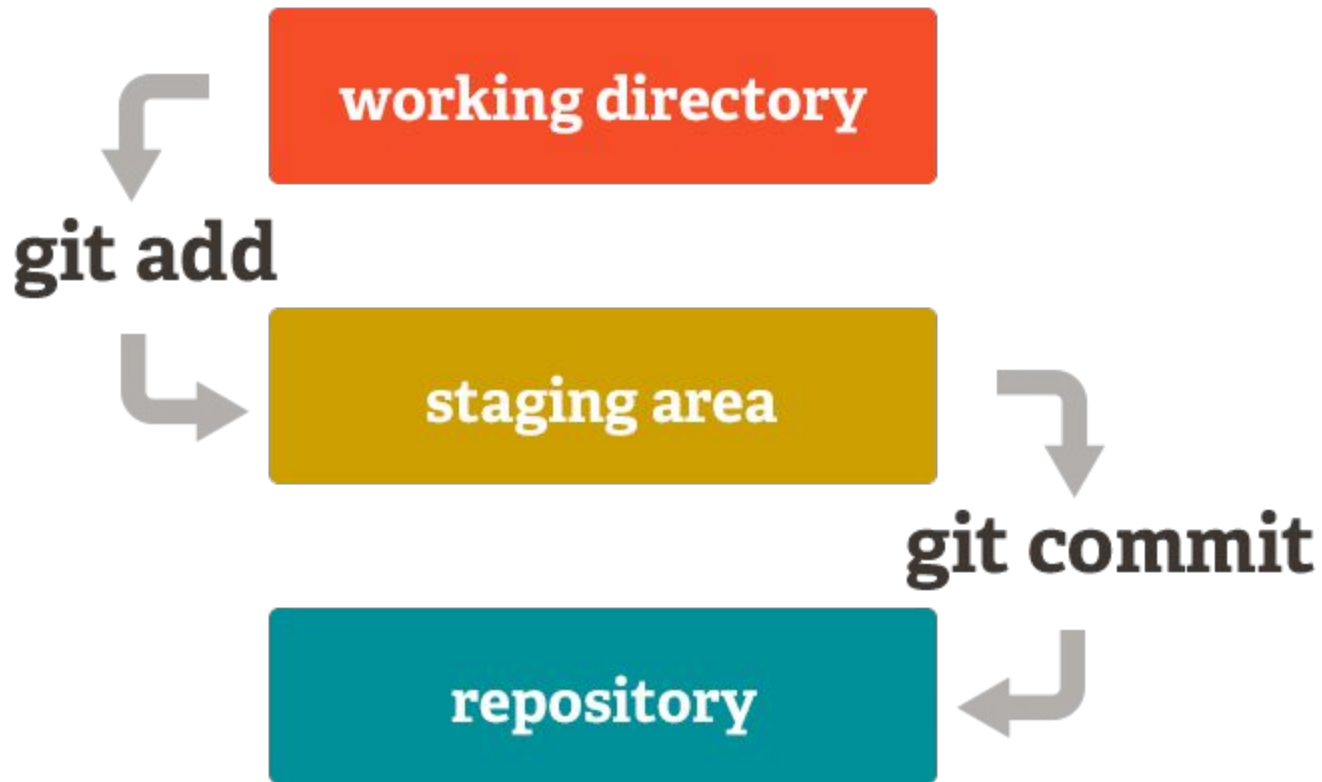 working directory
git add
staging area
git commit
repository